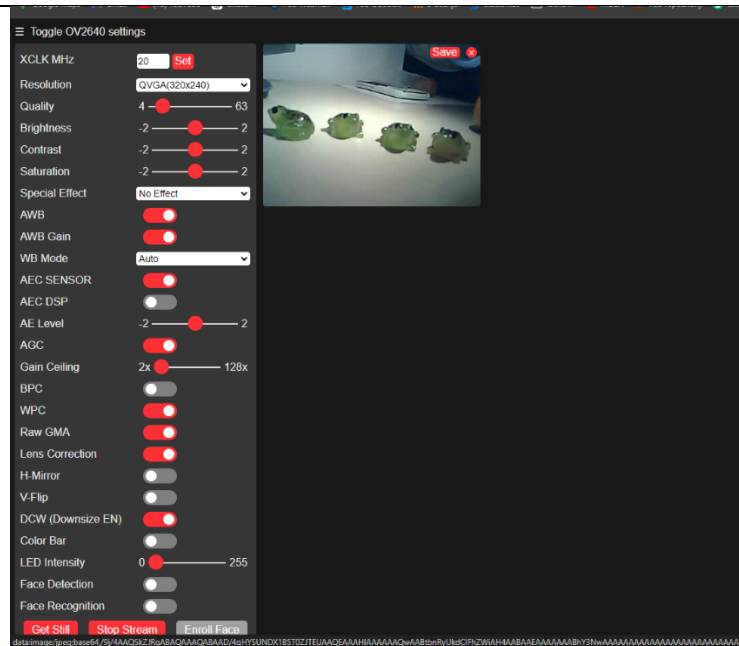 ☰ Toggle OV2640 settings
XCLK MHz 20 Set
Resolution QVGA(320x240)
Quality 4 63
Brightness -2 2
Contrast -2 2
Saturation -2 2
Special Effect No Effect
AWB
AWB Gain
WB Mode Auto
AEC SENSOR
AEC DSP
AE Level -2 2
AGC
Gain Ceiling 2x 128x
BPC
WPC
Raw GMA
Lens Correction
H-Mirror
V-Flip
DCW (Downsize EN)
Color Bar
LED Intensity 0 255
Face Detection
Face Recognition
Get Still Stop Stream Enroll Face
Save ×